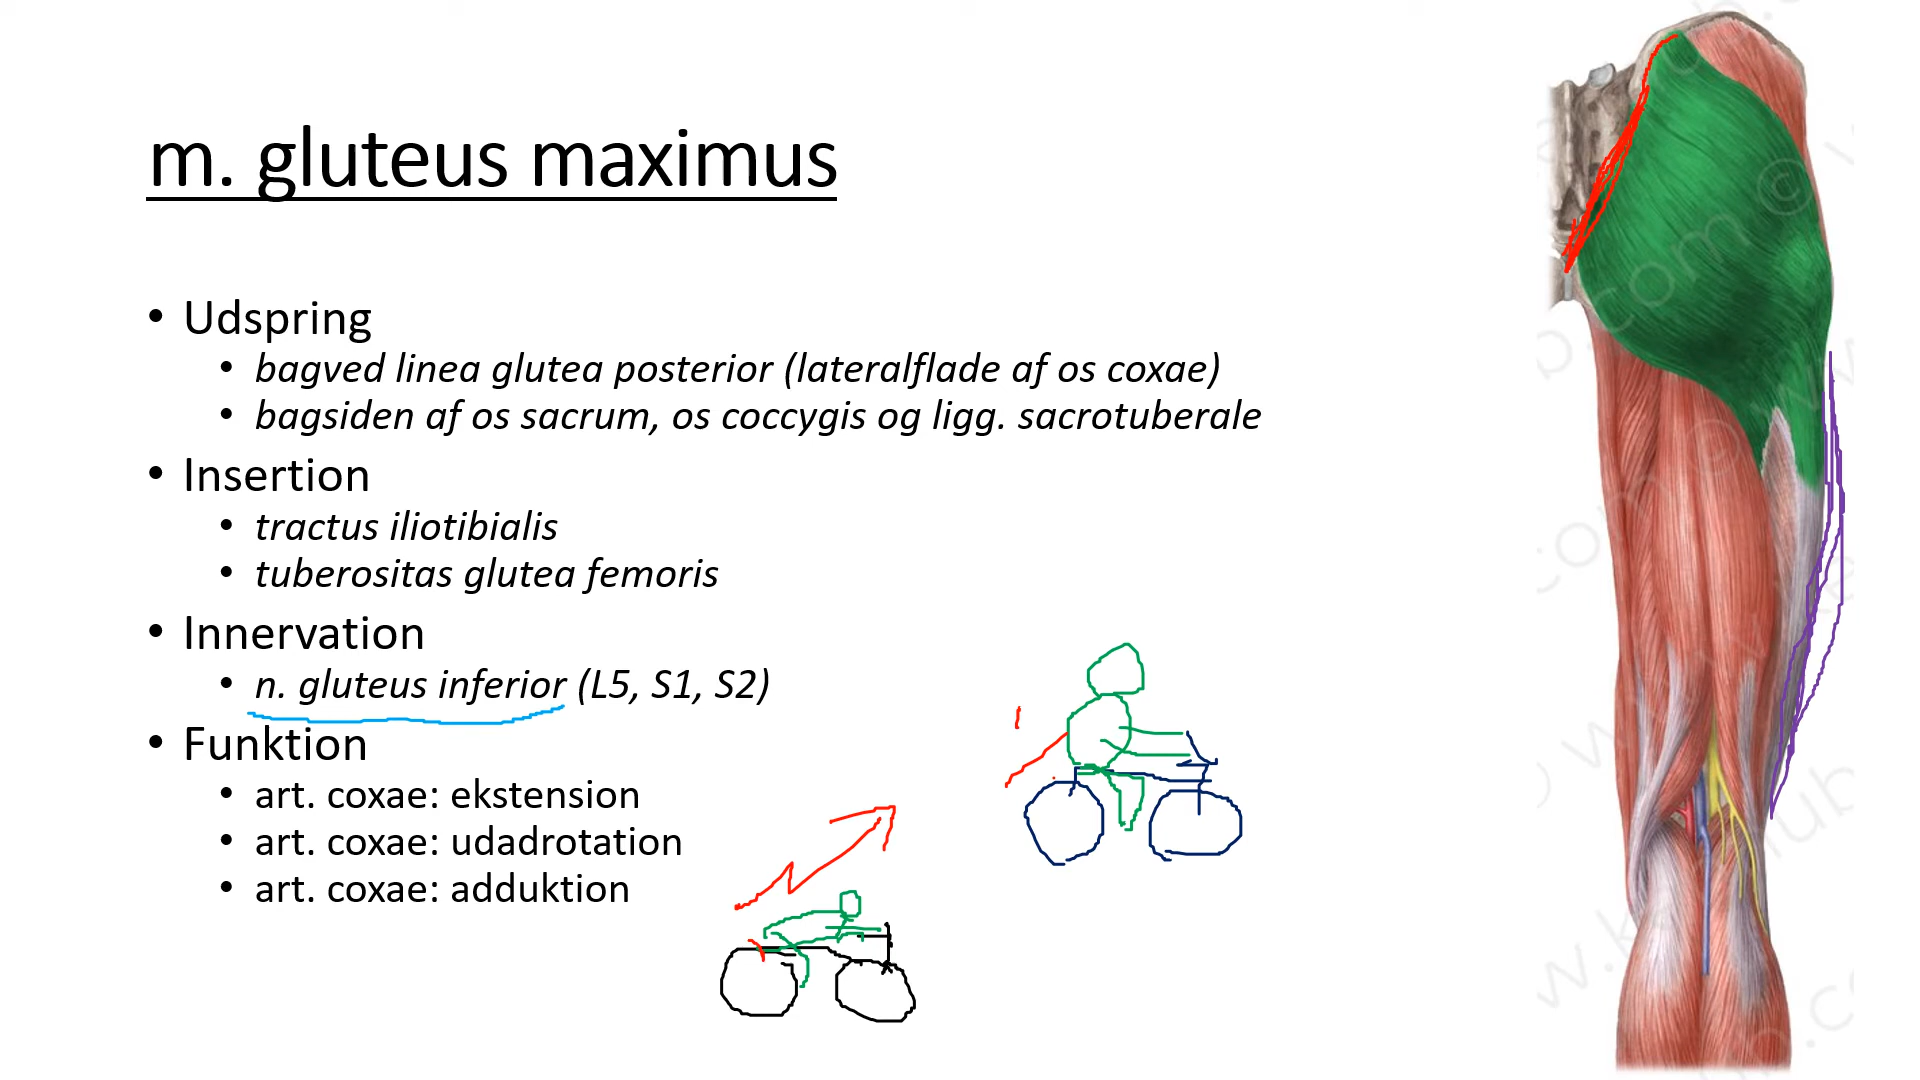 m. gluteus maximus
• Udspring
• bagved linea glutea posterior (lateralflade af os coxae)
• bagsiden af os sacrum, os coccygis og ligg. sacrotuberale
• Insertion
• tractus iliotibialis
• tuberositas glutea femoris
• Innervation
• n. gluteus inferior (L5, S1, S2)
• Funktion
• art. coxae: ekstension
• art. coxae: udadrotation
• art. coxae: adduktion